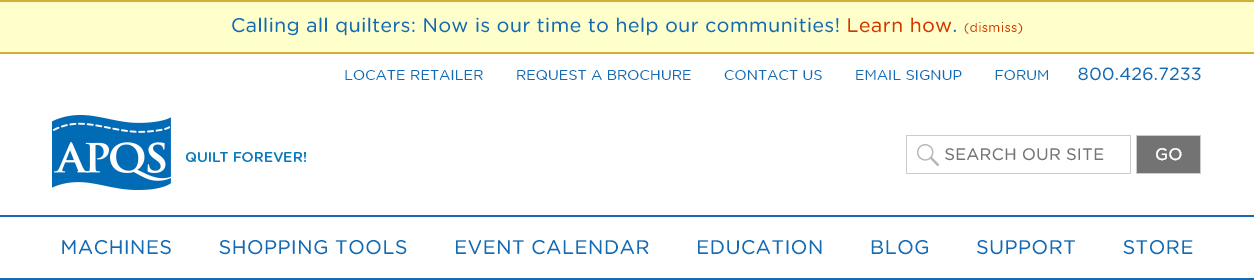 Calling all quilters: Now is our time to help our communities! Learn how. (dismiss)
LOCATE RETAILER REQUEST A BROCHURE CONTACT US EMAIL SIGNUP FORUM 800.426.7233
APQS QUILT FOREVER! SEARCH OUR SITE GO
MACHINES SHOPPING TOOLS EVENT CALENDAR EDUCATION BLOG SUPPORT STORE